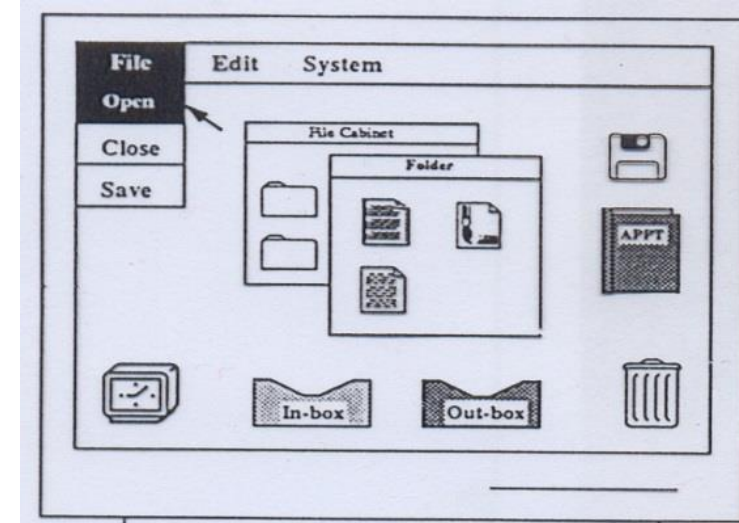 File Edit System
Open
Close
Save
File Cabinet
Folder
APPT
In-box
Out-box